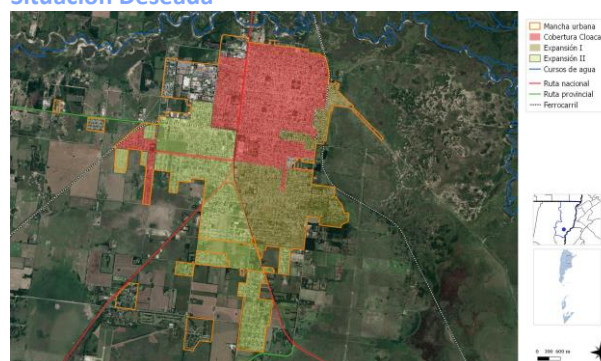 Situación Deseada
Mancha urbana
Cobertura Cloaca
Expansión I
Expansión II
Cursos de agua
Ruta nacional
Ruta provincial
Ferrocarril